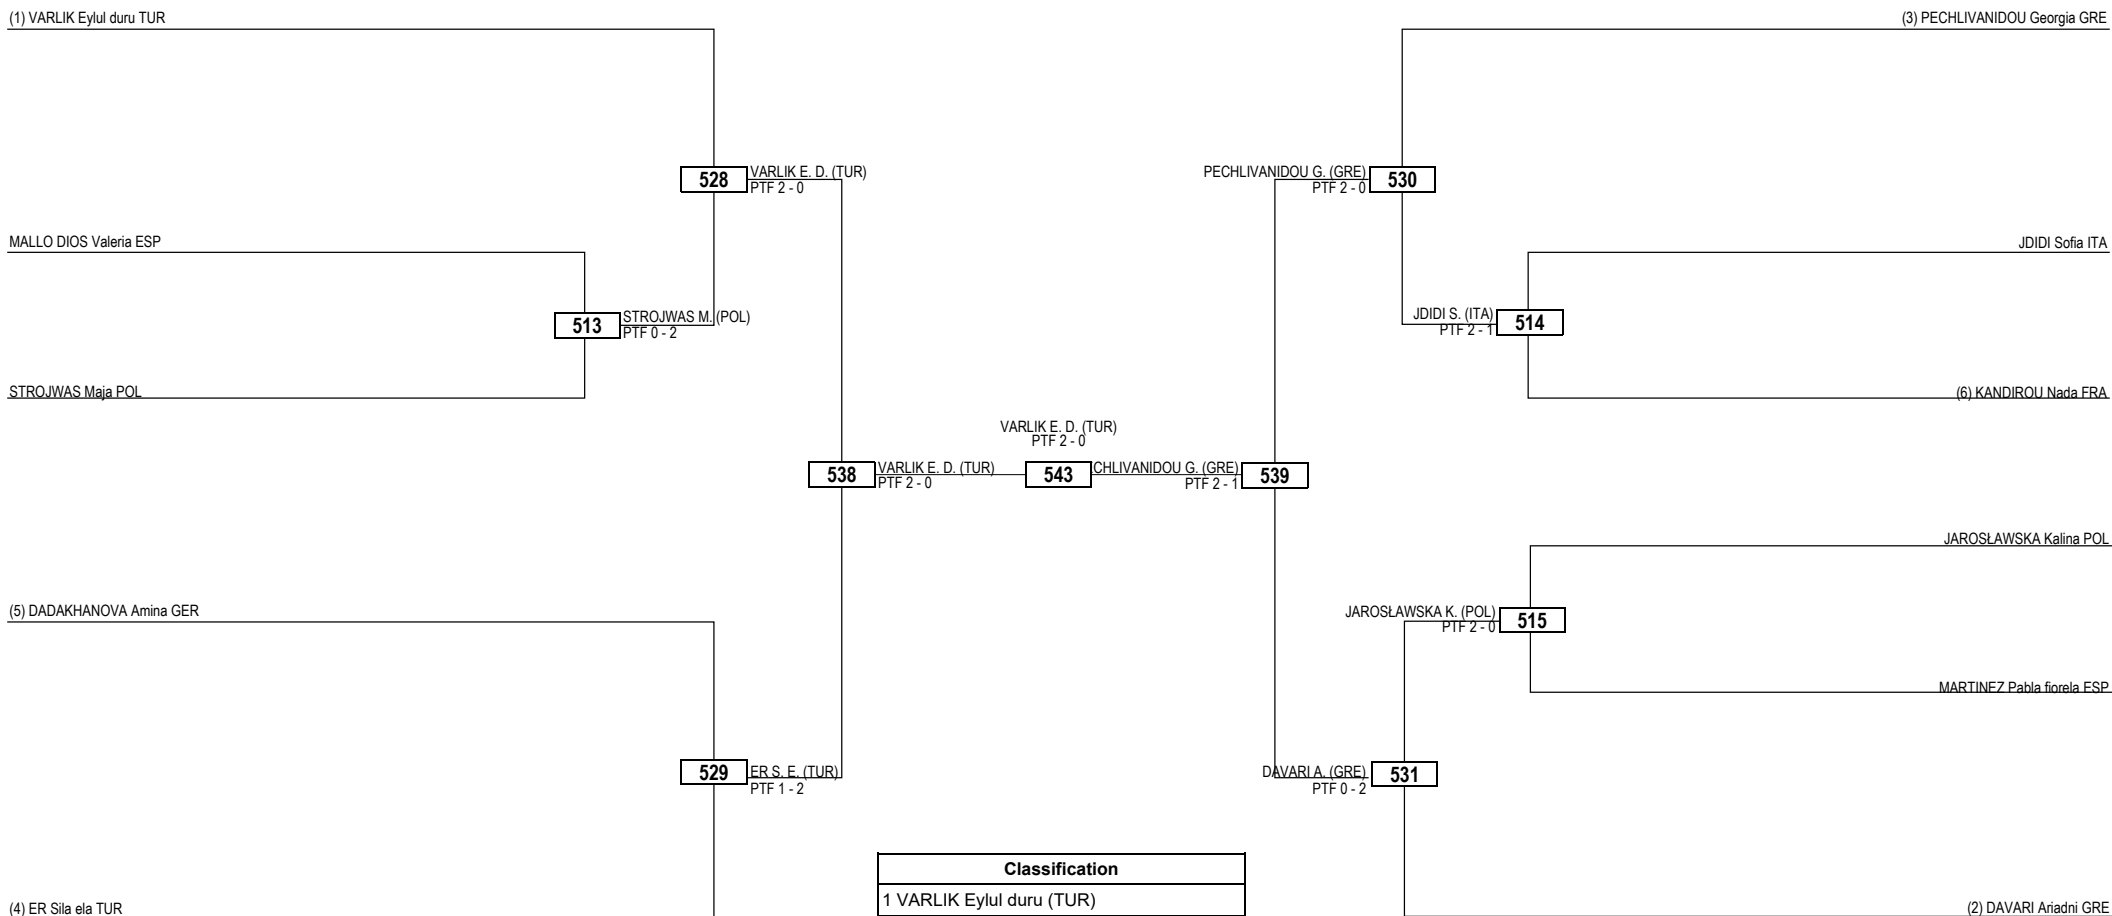 (1) VARLIK Eylul duru TUR
(3) PECHLIVANIDOU Georgia GRE
528
VARLIK E. D. (TUR)
PTF 2 - 0
PECHLIVANIDOU G. (GRE)
PTF 2 - 0
530
MALLO DIOS Valeria ESP
JDIDI Sofia ITA
513
STROJWAS M. (POL)
PTF 0 - 2
JDIDI S. (ITA)
PTF 2 - 1
514
STROJWAS Maja POL
(6) KANDIROU Nada FRA
VARLIK E. D. (TUR)
PTF 2 - 0
538
VARLIK E. D. (TUR)
PTF 2 - 0
543
CHLIVANIDOU G. (GRE)
PTF 2 - 1
539
JAROSŁAWSKA Kalina POL
(5) DADAKHANOVA Amina GER
JAROSŁAWSKA K. (POL)
PTF 2 - 0
515
MARTINEZ Pabla fiorela ESP
529
ER S. E. (TUR)
PTF 1 - 2
DAVARI A. (GRE)
PTF 0 - 2
531
Classification
1 VARLIK Eylul duru (TUR)
(4) ER Sila ela TUR
(2) DAVARI Ariadni GRE